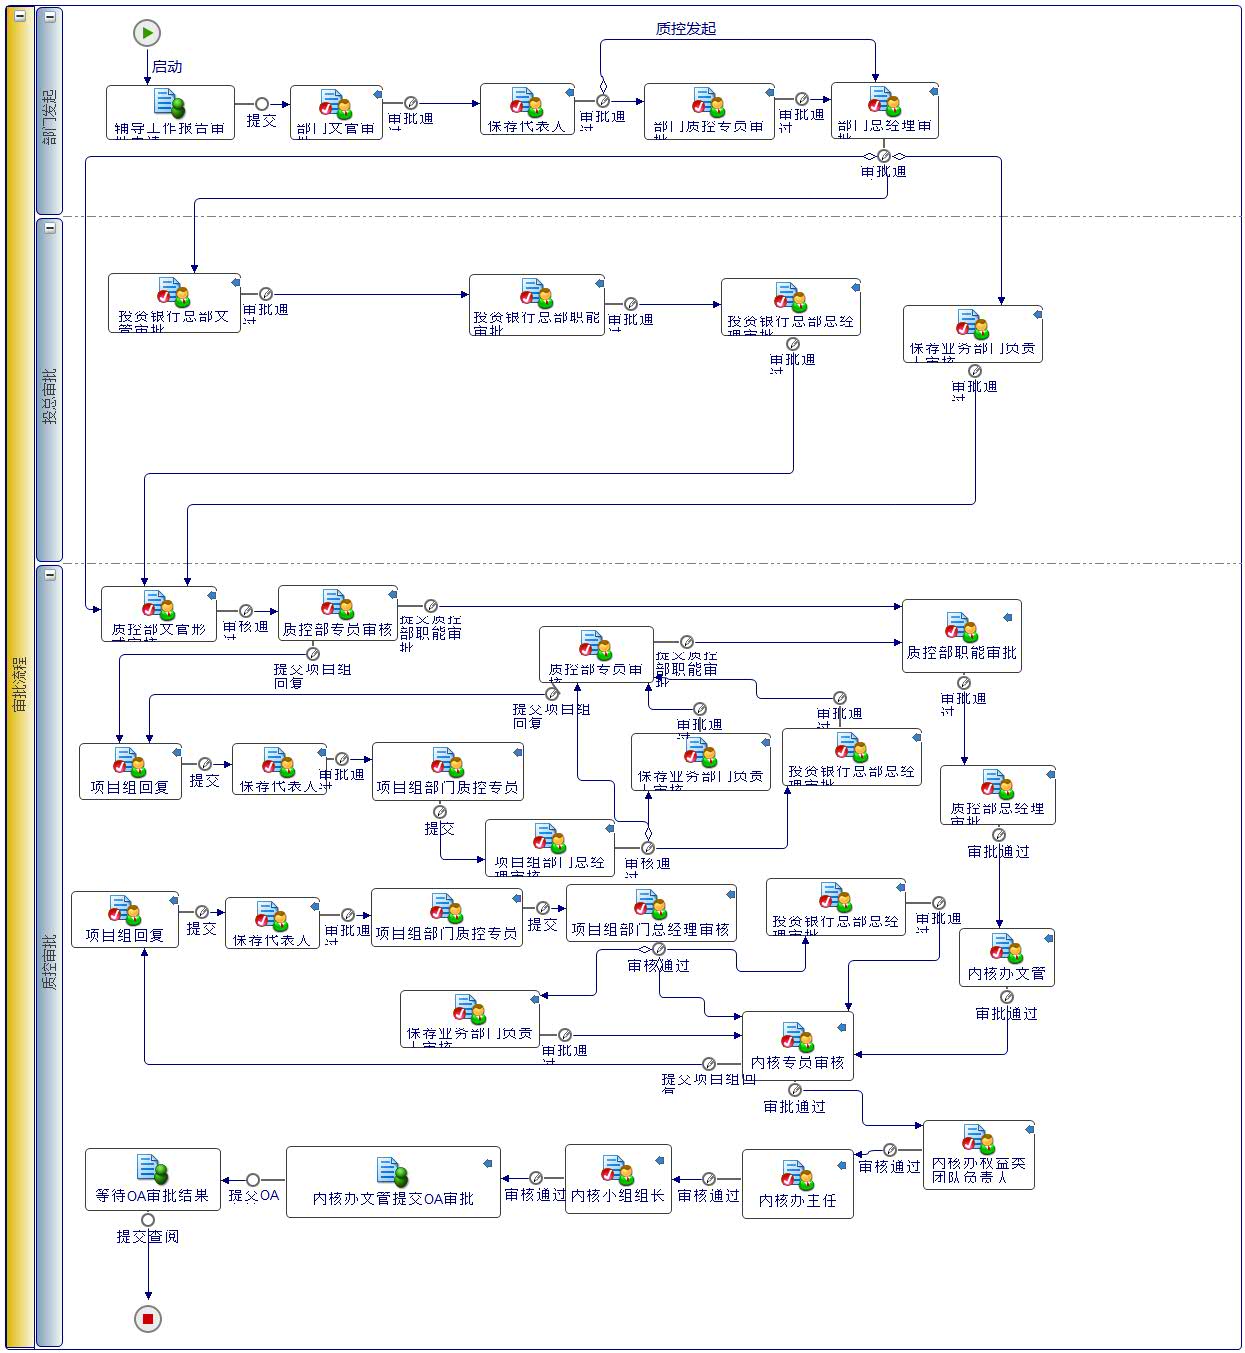 审批流程
部门发起
质控发起
启动
辅导工作报告审
提交
部门文官审
审批通
过
保存代表人
审批通
过
部门质控专员审
批
审批通
过
部门总经理审
批
审批通
投总审批
投资银行总部文
管审批
审批通
过
投资银行总部职能
审批
审批通
过
投资银行总部总经
理审批
审批通
过
保存业务部门负责
人审核
审批通
过
质控审批
质控部文官形
式审核
审核通
过
质控部专员审核
提交质控
部职能审
批
提交项目组
回复
质控部专员审
核
提交质控
部职能审
批
质控部职能审批
提交项目组
回复
审批通
过
审批通
过
审批通
过
项目组回复
提交
保存代表人
审批通
过
项目组部门质控专员
提交
保存业务部门负责
人审核
投资银行总部总经
理审批
质控部总经理
审批
审批通过
项目组部门总经
理审核
审核通
过
项目组回复
提交
保存代表人
审批通
过
项目组部门质控专员
提交
项目组部门总经理审核
审核通过
投资银行总部总经
理审批
审批通
过
内核办文管
审批通过
保存业务部门负责
人审核
审批通
过
内核专员审核
提交项目组回
复
审批通过
内核办权益类
团队负责人
审核通过
内核办主任
审核通过
内核小组组长
审核通过
内核办文管提交OA审批
提交OA
等待OA审批结果
提交查阅